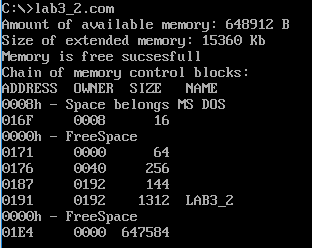 C:\>lab3_2.com
Amount of available memory: 648912 B
Size of extended memory: 15360 Kb
Memory is free sucsesfull
Chain of memory control blocks:
ADDRESS OWNER SIZE NAME
0008h - Space belongs MS DOS
016F 0008 16
0000h - FreeSpace
0171 0000 64
0176 0040 256
0187 0192 144
0191 0192 1312 LAB3_2
0000h - FreeSpace
01E4 0000 647584